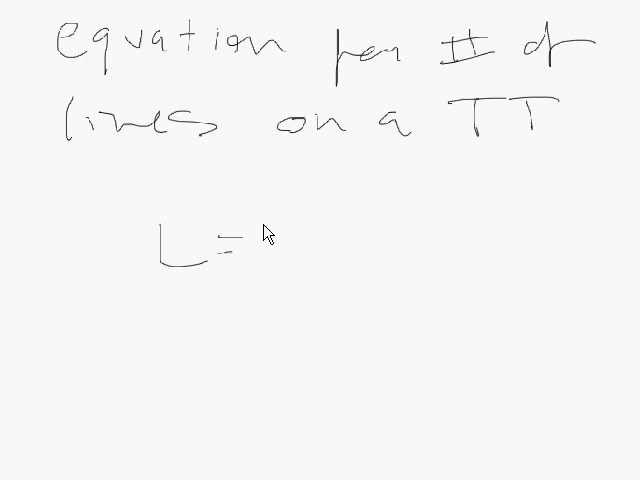 equation for # of
lines on a TT
L =